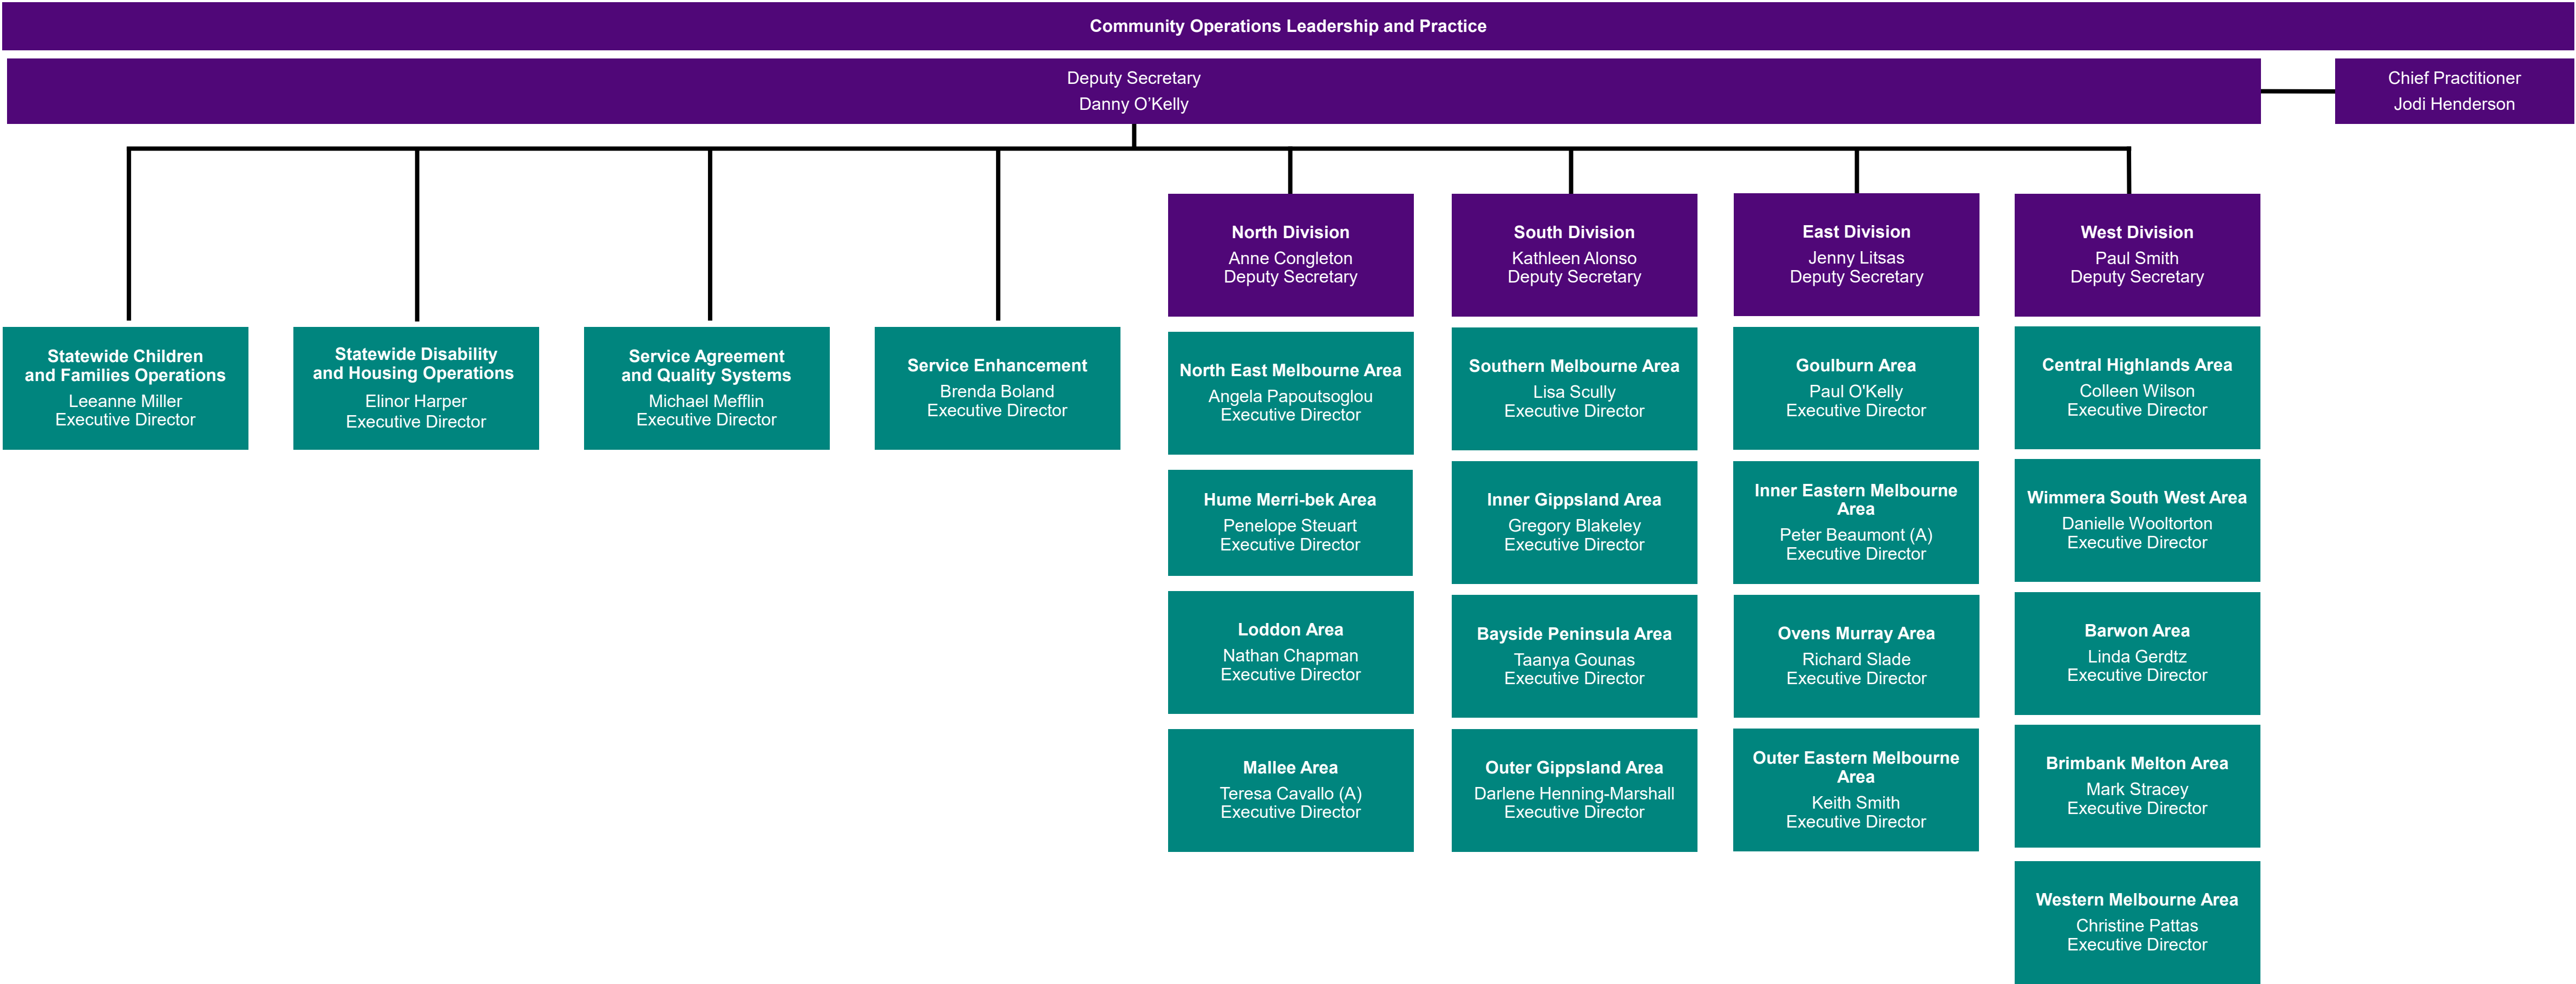 Community Operations Leadership and Practice
Deputy Secretary
Danny O’Kelly
Chief Practitioner
Jodi Henderson
Statewide Children
and Families Operations
Leeanne Miller
Executive Director
Statewide Disability
and Housing Operations
Elinor Harper
Executive Director
Service Agreement
and Quality Systems
Michael Mefflin
Executive Director
Service Enhancement
Brenda Boland
Executive Director
North Division
Anne Congleton
Deputy Secretary
North East Melbourne Area
Angela Papoutsoglou
Executive Director
Hume Merri-bek Area
Penelope Steuart
Executive Director
Loddon Area
Nathan Chapman
Executive Director
Mallee Area
Teresa Cavallo (A)
Executive Director
South Division
Kathleen Alonso
Deputy Secretary
Southern Melbourne Area
Lisa Scully
Executive Director
Inner Gippsland Area
Gregory Blakeley
Executive Director
Bayside Peninsula Area
Taanya Gounas
Executive Director
Outer Gippsland Area
Darlene Henning-Marshall
Executive Director
East Division
Jenny Litsas
Deputy Secretary
Goulburn Area
Paul O'Kelly
Executive Director
Inner Eastern Melbourne
Area
Peter Beaumont (A)
Executive Director
Ovens Murray Area
Richard Slade
Executive Director
Outer Eastern Melbourne
Area
Keith Smith
Executive Director
West Division
Paul Smith
Deputy Secretary
Central Highlands Area
Colleen Wilson
Executive Director
Wimmera South West Area
Danielle Wooltorton
Executive Director
Barwon Area
Linda Gerdtz
Executive Director
Brimbank Melton Area
Mark Stracey
Executive Director
Western Melbourne Area
Christine Pattas
Executive Director